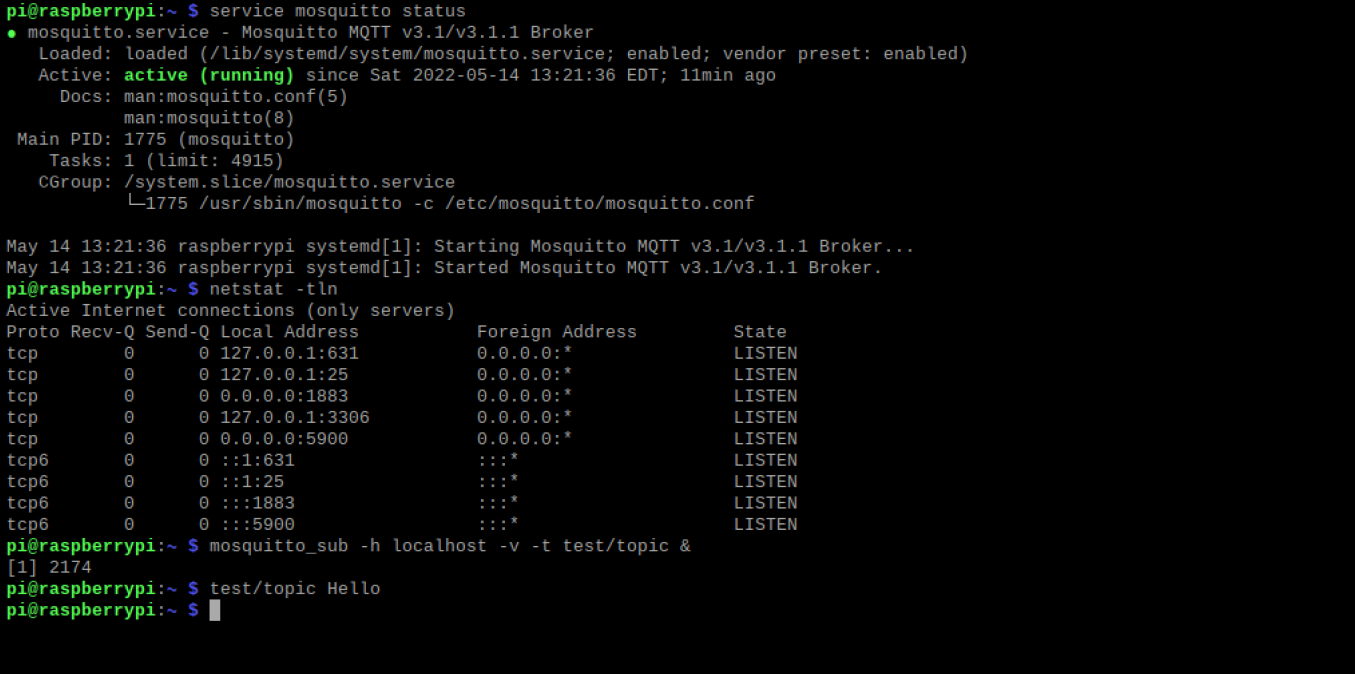 pi@raspberrypi:~ $ service mosquitto status
● mosquitto.service - Mosquitto MQTT v3.1/v3.1.1 Broker
   Loaded: loaded (/lib/systemd/system/mosquitto.service; enabled; vendor preset: enabled)
   Active: active (running) since Sat 2022-05-14 13:21:36 EDT; 11min ago
     Docs: man:mosquitto.conf(5)
           man:mosquitto(8)
 Main PID: 1775 (mosquitto)
    Tasks: 1 (limit: 4915)
   CGroup: /system.slice/mosquitto.service
           └─1775 /usr/sbin/mosquitto -c /etc/mosquitto/mosquitto.conf

May 14 13:21:36 raspberrypi systemd[1]: Starting Mosquitto MQTT v3.1/v3.1.1 Broker...
May 14 13:21:36 raspberrypi systemd[1]: Started Mosquitto MQTT v3.1/v3.1.1 Broker.
pi@raspberrypi:~ $ netstat -tln
Active Internet connections (only servers)
Proto Recv-Q Send-Q Local Address           Foreign Address         State
tcp        0      0 127.0.0.1:631           0.0.0.0:*               LISTEN
tcp        0      0 127.0.0.1:25            0.0.0.0:*               LISTEN
tcp        0      0 0.0.0.0:1883            0.0.0.0:*               LISTEN
tcp        0      0 127.0.0.1:3306          0.0.0.0:*               LISTEN
tcp        0      0 0.0.0.0:5900            0.0.0.0:*               LISTEN
tcp6       0      0 ::1:631                 :::*                    LISTEN
tcp6       0      0 ::1:25                  :::*                    LISTEN
tcp6       0      0 :::1883                 :::*                    LISTEN
tcp6       0      0 :::5900                 :::*                    LISTEN
pi@raspberrypi:~ $ mosquitto_sub -h localhost -v -t test/topic &
[1] 2174
pi@raspberrypi:~ $ test/topic Hello
pi@raspberrypi:~ $